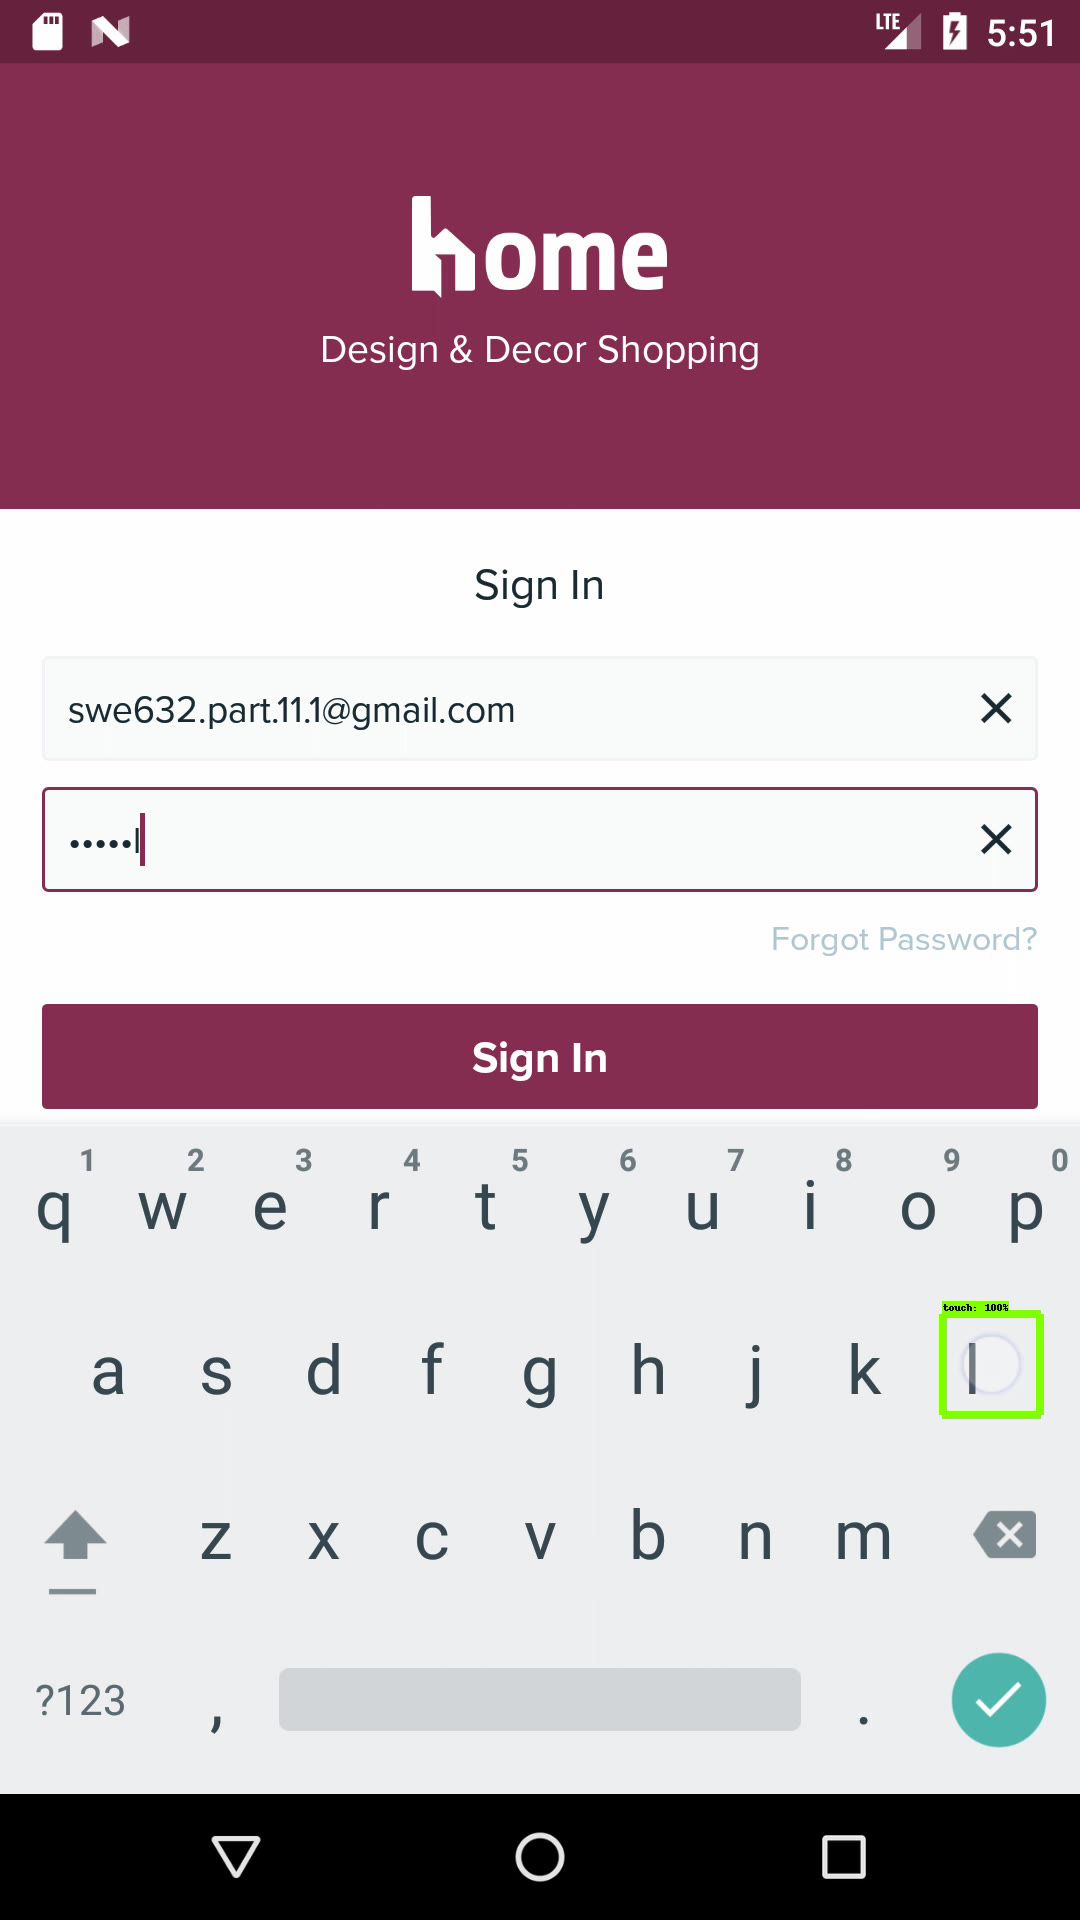 LTE 5:51
home
Design & Decor Shopping
Sign In
swe632.part.11.1@gmail.com
•••••l
Forgot Password?
Sign In
1 2 3 4 5 6 7 8 9 0
q w e r t y u i o p
touch: 100%
a s d f g h j k l
z x c v b n m
?123 , .